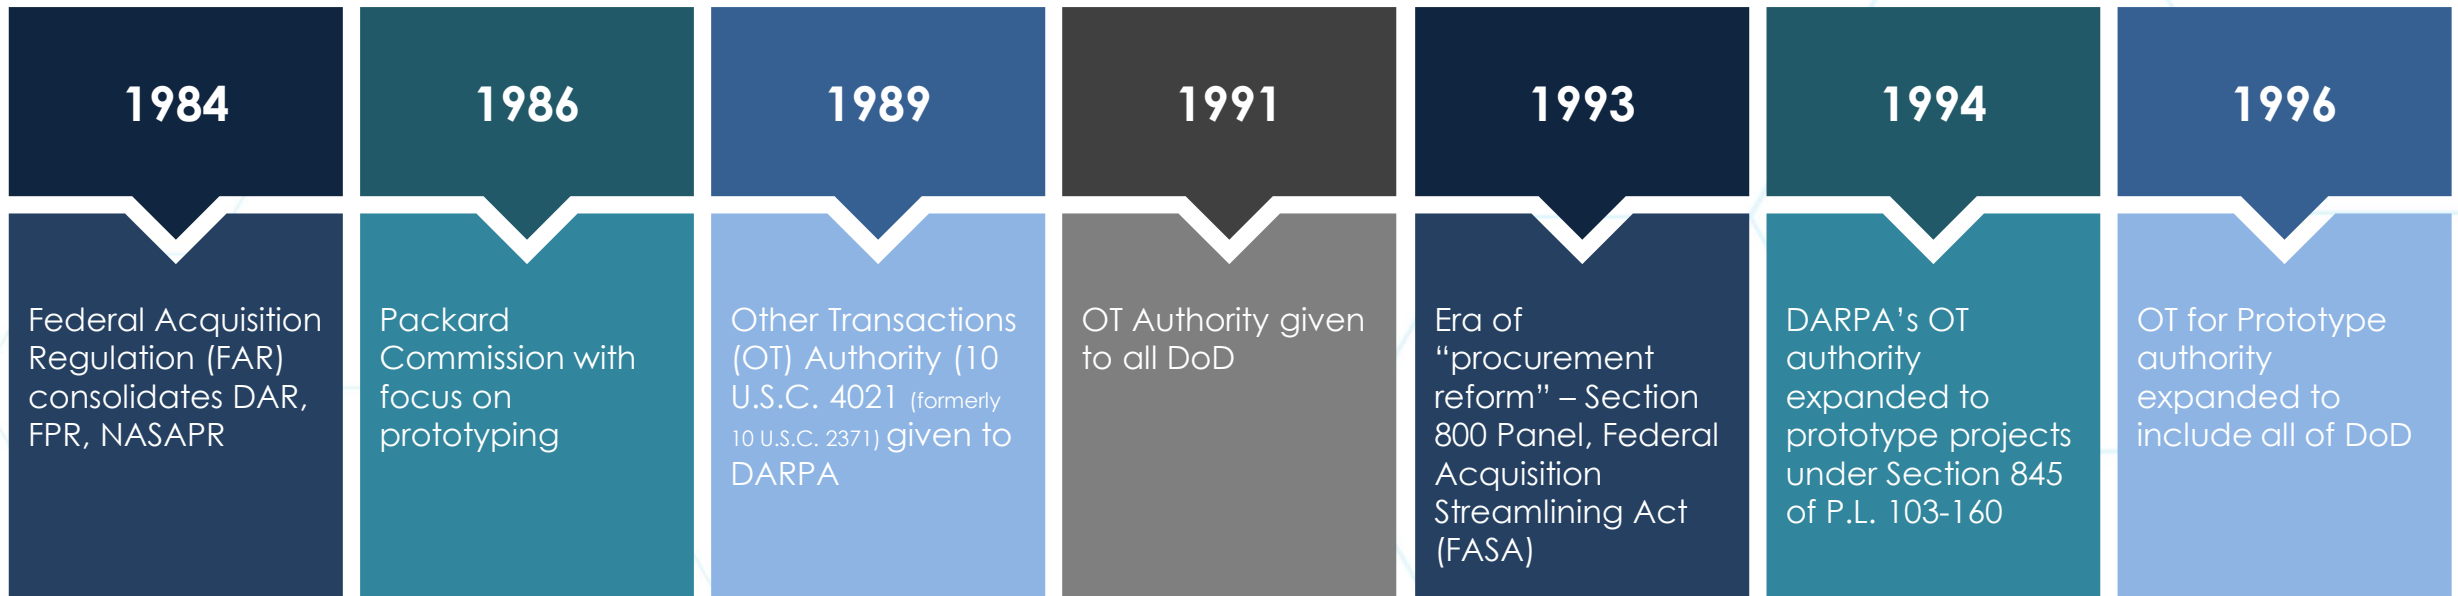 1984
Federal Acquisition
Regulation (FAR)
consolidates DAR,
FPR, NASAPR
1986
Packard
Commission with
focus on
prototyping
1989
Other Transactions
(OT) Authority (10
U.S.C. 4021 (formerly
10 U.S.C. 2371) given to
DARPA
1991
OT Authority given
to all DoD
1993
Era of
“procurement
reform” – Section
800 Panel, Federal
Acquisition
Streamlining Act
(FASA)
1994
DARPA’s OT
authority
expanded to
prototype projects
under Section 845
of P.L. 103-160
1996
OT for Prototype
authority
expanded to
include all of DoD